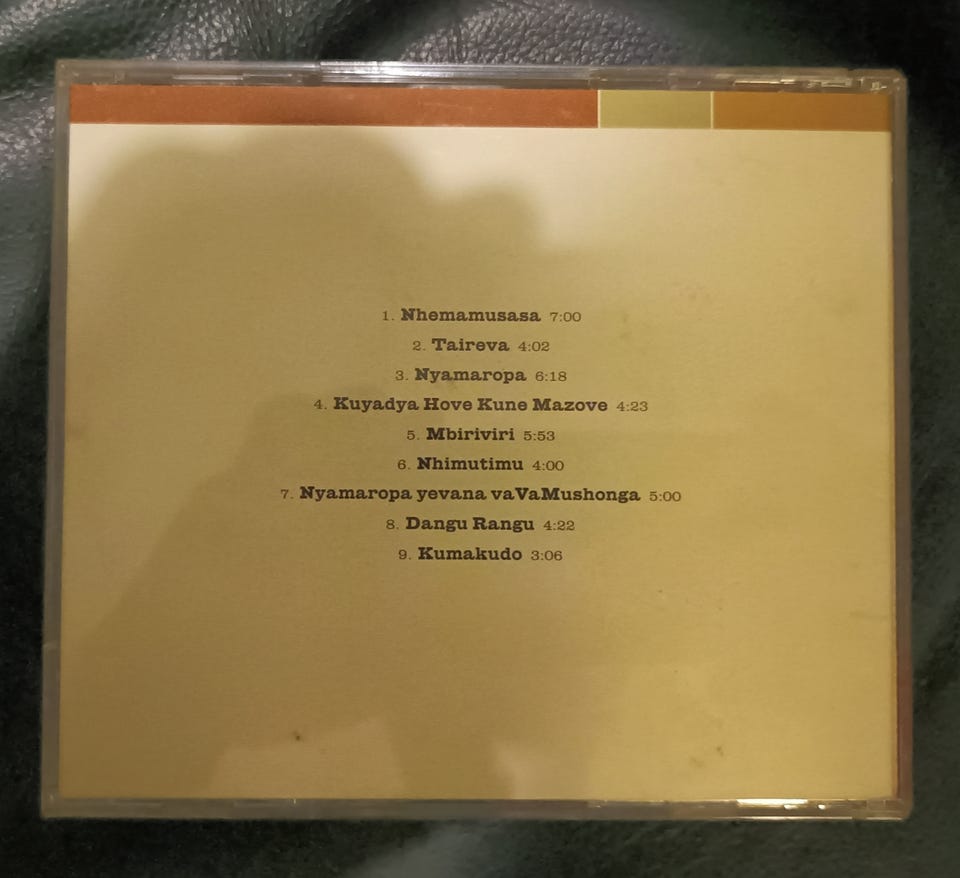 1. Nhemamusasa 7:00
2. Taireva 4:02
3. Nyamaropa 6:18
4. Kuyadya Hove Kune Mazove 4:23
5. Mbiriviri 5:53
6. Nhimutimu 4:00
7. Nyamaropa yevana vaVaMushonga 5:00
8. Dangu Rangu 4:22
9. Kumakudo 3:06